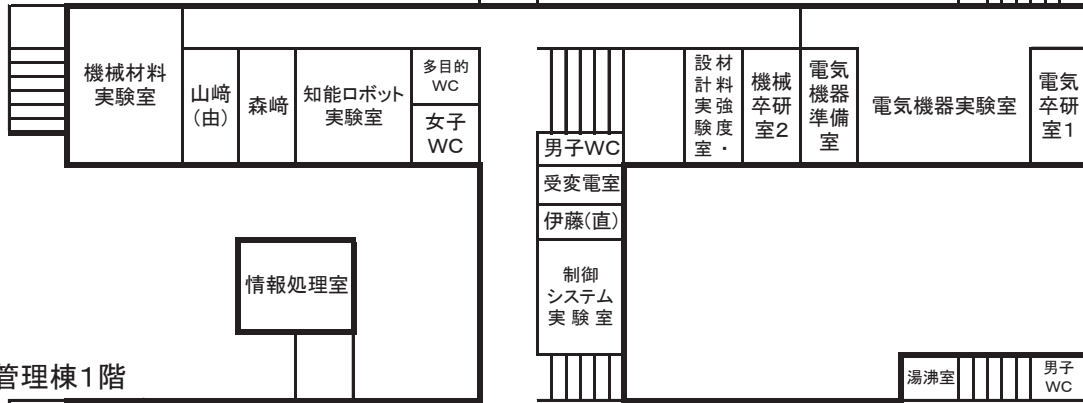 機械材料
実験室
山﨑
(由)
森﨑
知能ロボット
実験室
多目的
WC
女子
WC
材料強度・
設計実験室
機械
卒研
室2
電気
機器
準備
室
電気機器実験室
電気
卒研
室1
男子WC
受変電室
伊藤(直)
制御
システム
実験室
情報処理室
管理棟1階
湯沸室
男子
WC